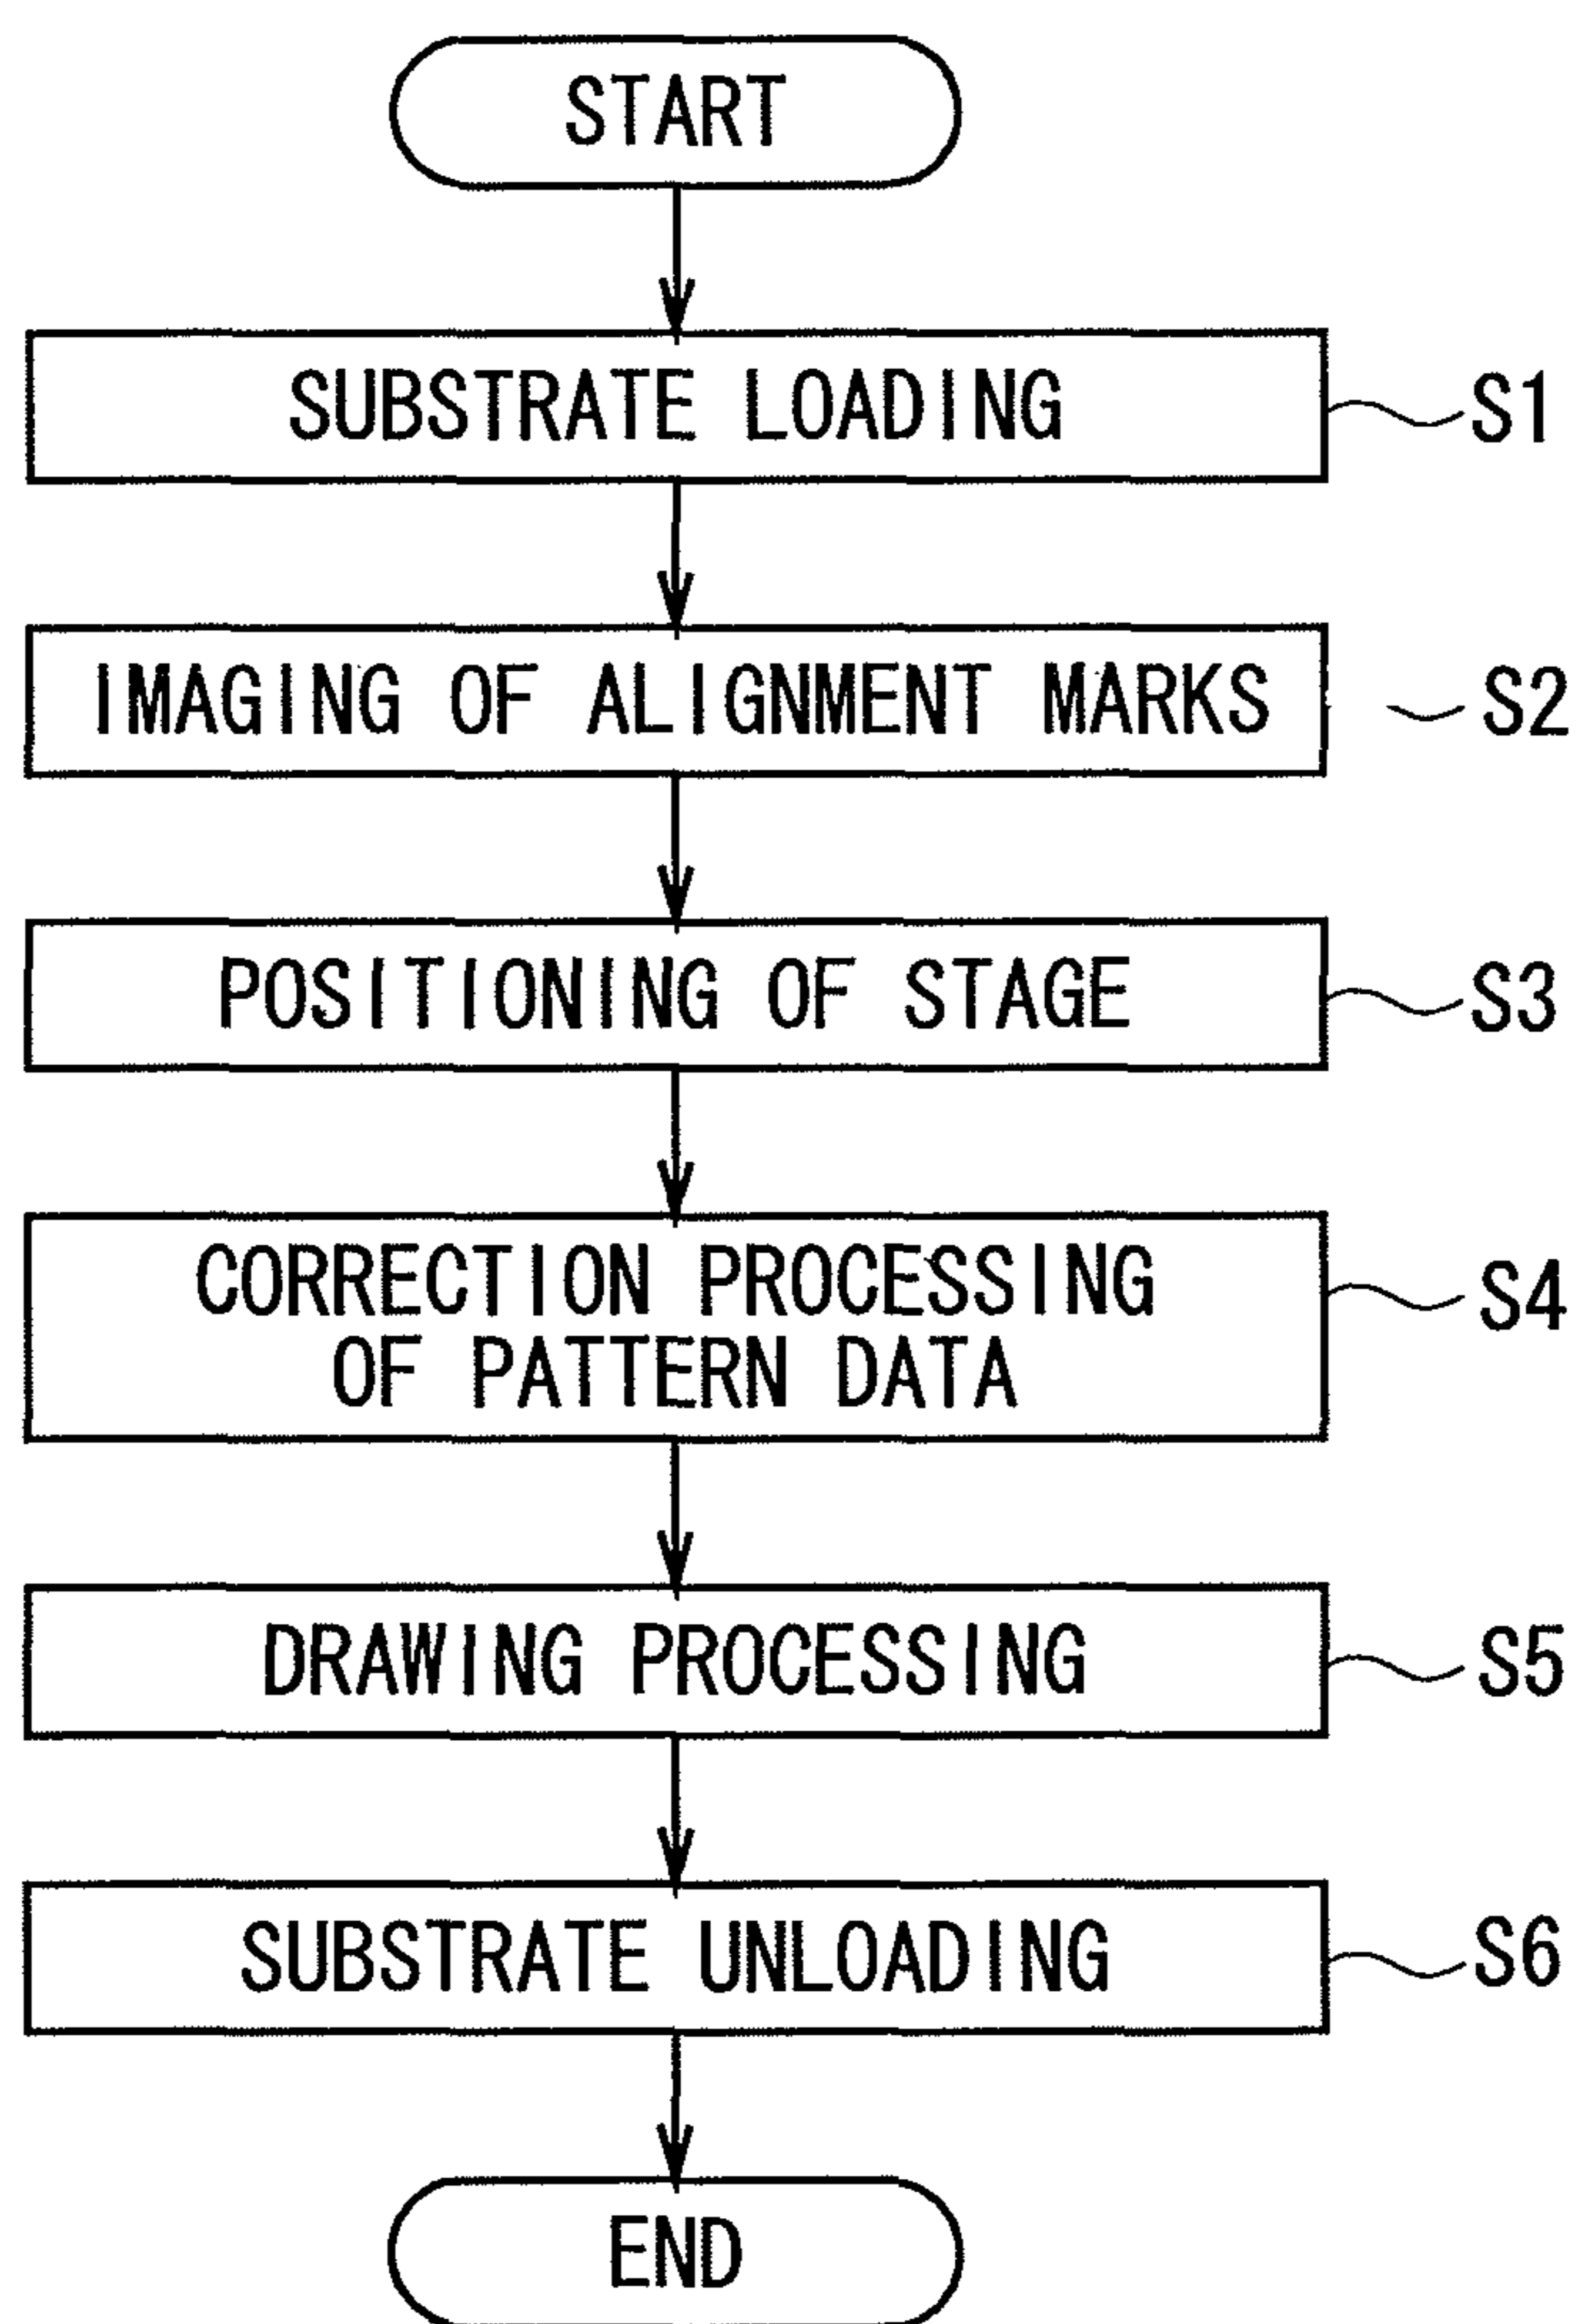 START
SUBSTRATE LOADING
S1
IMAGING OF ALIGNMENT MARKS
S2
POSITIONING OF STAGE
S3
CORRECTION PROCESSING
OF PATTERN DATA
S4
DRAWING PROCESSING
S5
SUBSTRATE UNLOADING
S6
END